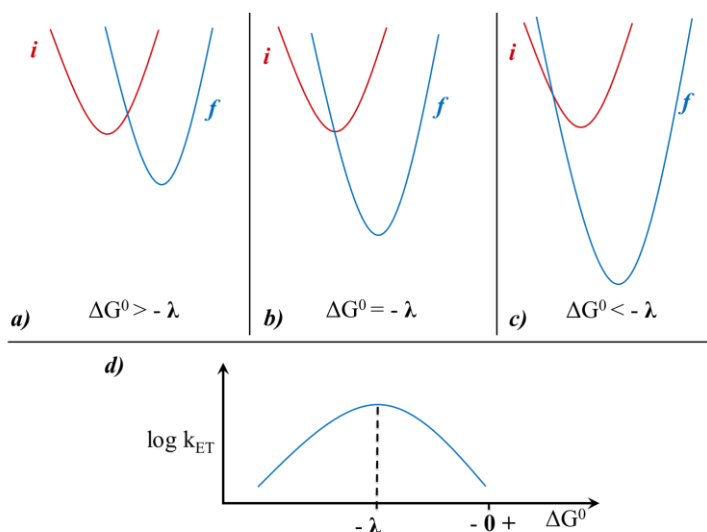 i
f
a)
ΔG⁰ > - λ
i
f
b)
ΔG⁰ = - λ
i
f
c)
ΔG⁰ < - λ
d)
log k_ET
- λ
- 0 +
ΔG⁰